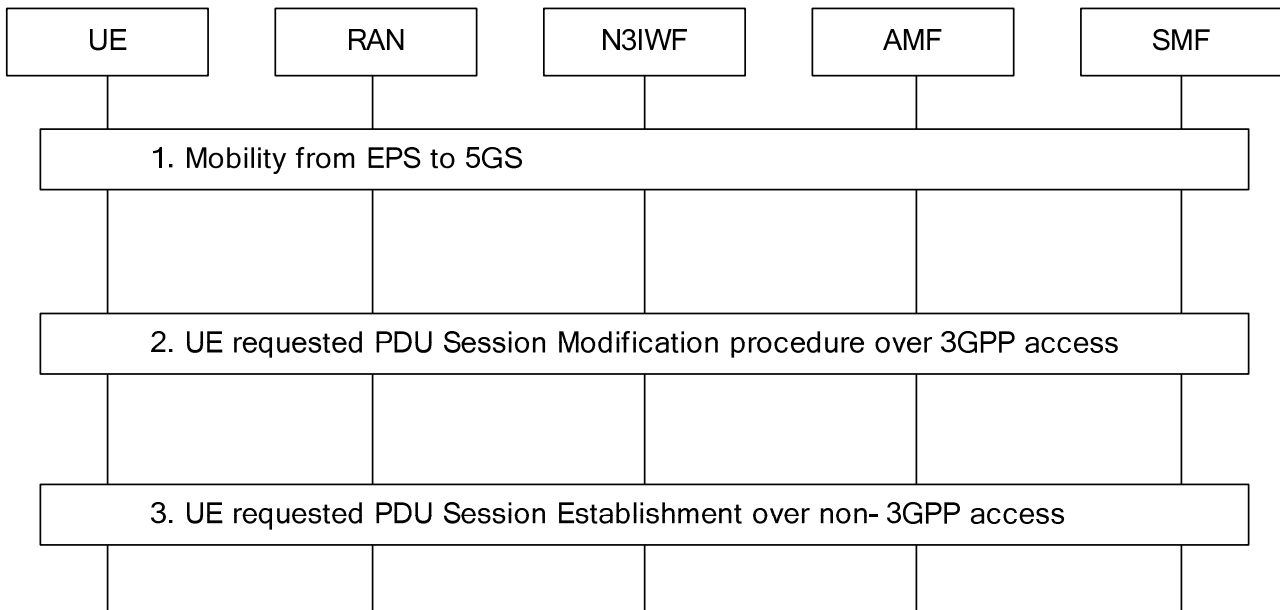 UE
RAN
N3IWF
AMF
SMF
1. Mobility from EPS to 5GS
2. UE requested PDU Session Modification procedure over 3GPP access
3. UE requested PDU Session Establishment over non- 3GPP access